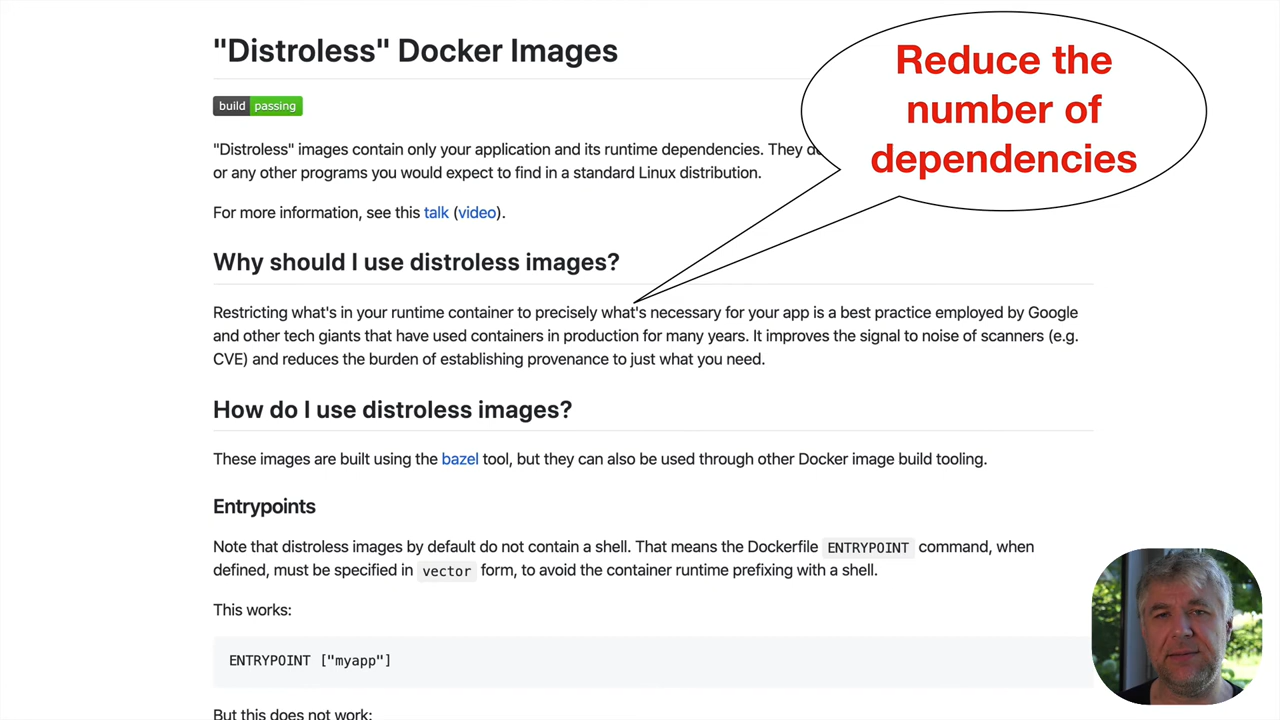 "Distroless" Docker Images
Reduce the
number of
dependencies
build passing
"Distroless" images contain only your application and its runtime dependencies. They
or any other programs you would expect to find in a standard Linux distribution.
For more information, see this talk (video).
Why should I use distroless images?
Restricting what's in your runtime container to precisely what's necessary for your app is a best practice employed by Google
and other tech giants that have used containers in production for many years. It improves the signal to noise of scanners (e.g.
CVE) and reduces the burden of establishing provenance to just what you need.
How do I use distroless images?
These images are built using the bazel tool, but they can also be used through other Docker image build tooling.
Entrypoints
Note that distroless images by default do not contain a shell. That means the Dockerfile ENTRYPOINT command, when
defined, must be specified in vector form, to avoid the container runtime prefixing with a shell.
This works:
ENTRYPOINT ["myapp"]
But this does not work: